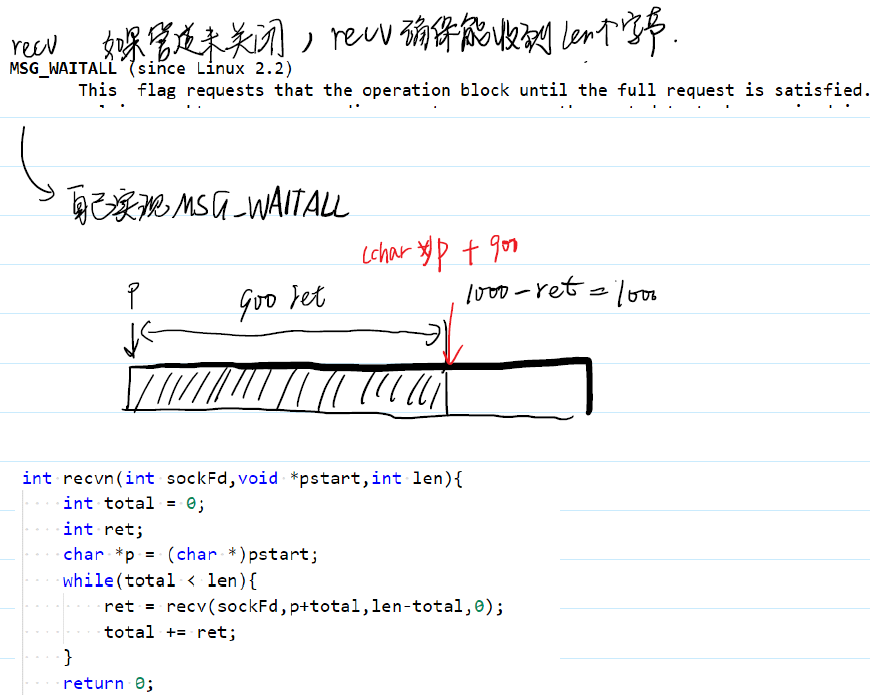 recv 如果管道未关闭，recv确保能收到len个字节.
MSG_WAITALL (since Linux 2.2)
This flag requests that the operation block until the full request is satisfied.
自己实现MSG_WAITALL
(char *)p + 900
p
900 ret
1000-ret = 1000
int recvn(int sockFd,void *pstart,int len){
int total = 0;
int ret;
char *p = (char *)pstart;
while(total < len){
ret = recv(sockFd,p+total,len-total,0);
total += ret;
}
return 0;